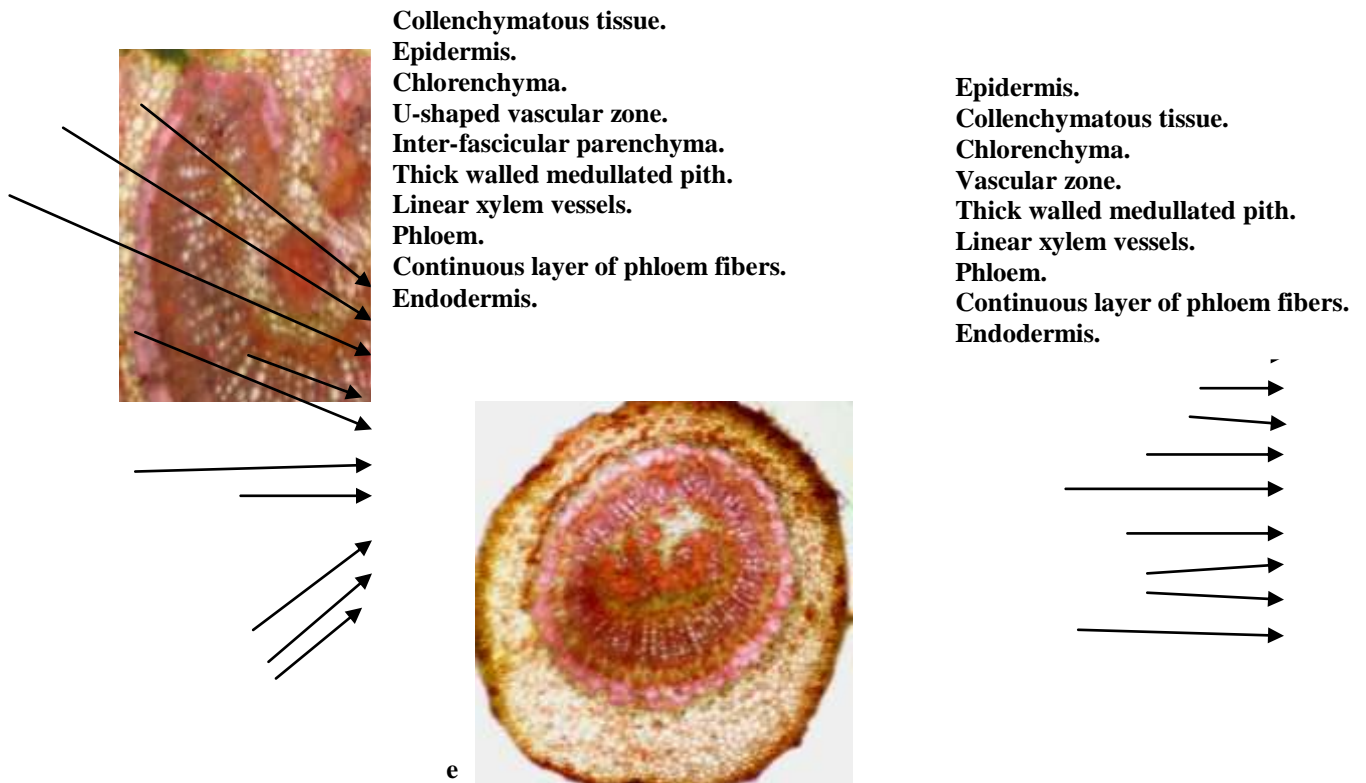 Collenchymatous tissue.
Epidermis.
Chlorenchyma.
U-shaped vascular zone.
Inter-fascicular parenchyma.
Thick walled medullated pith.
Linear xylem vessels.
Phloem.
Continuous layer of phloem fibers.
Endodermis.
Epidermis.
Collenchymatous tissue.
Chlorenchyma.
Vascular zone.
Thick walled medullated pith.
Linear xylem vessels.
Phloem.
Continuous layer of phloem fibers.
Endodermis.
e